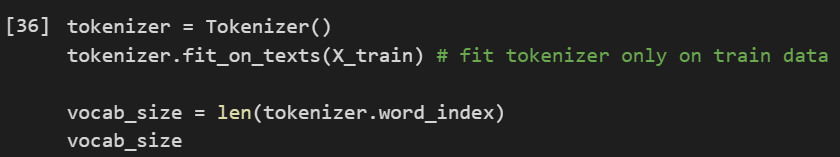 [36] tokenizer = Tokenizer()
tokenizer.fit_on_texts(X_train) # fit tokenizer only on train data
vocab_size = len(tokenizer.word_index)
vocab_size